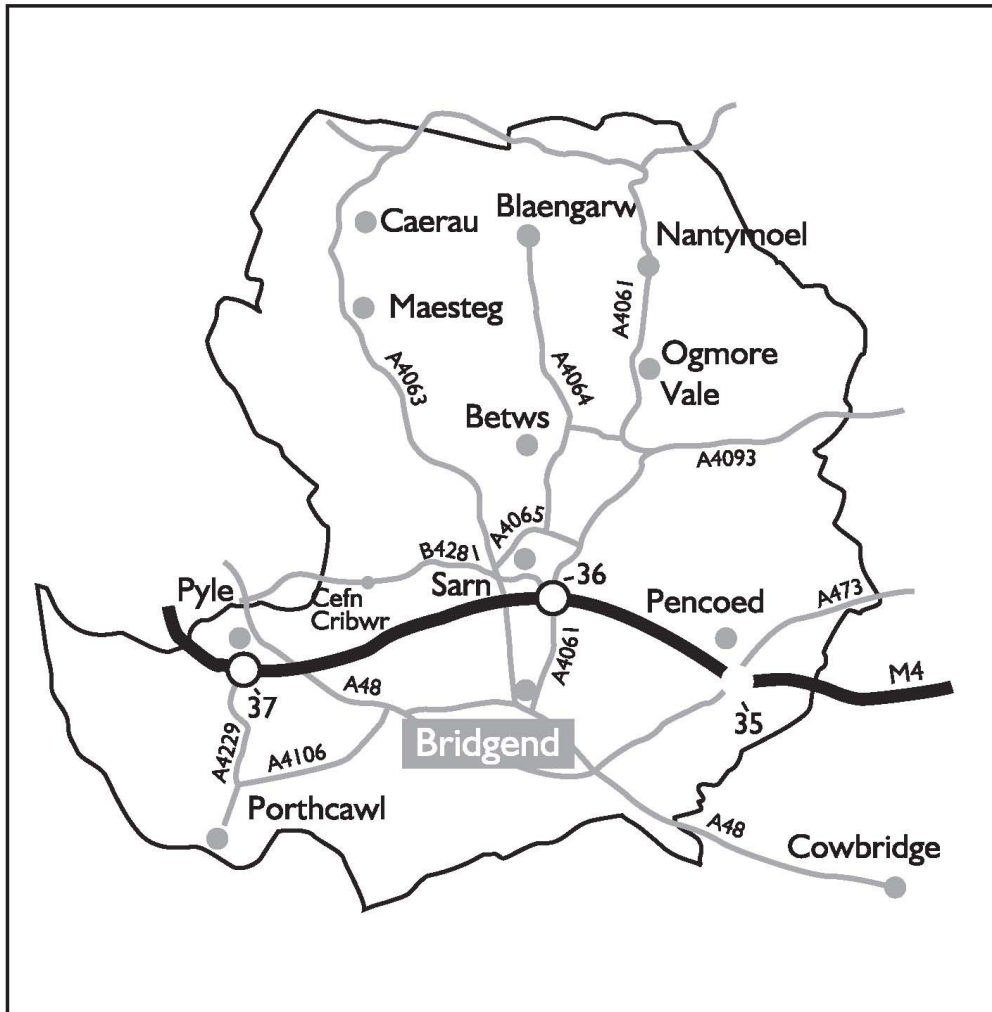 Blaengarw
Caerau
Nantymoel
Maesteg
A4061
A4063
A4064
Ogmore
Vale
Betws
A4093
A4065
B4281
Pyle
Cefn
Cribwr
Sarn
36
Pencoed
A473
A4061
M4
37
A48
35
A4229
A4106
Bridgend
Porthcawl
A48
Cowbridge